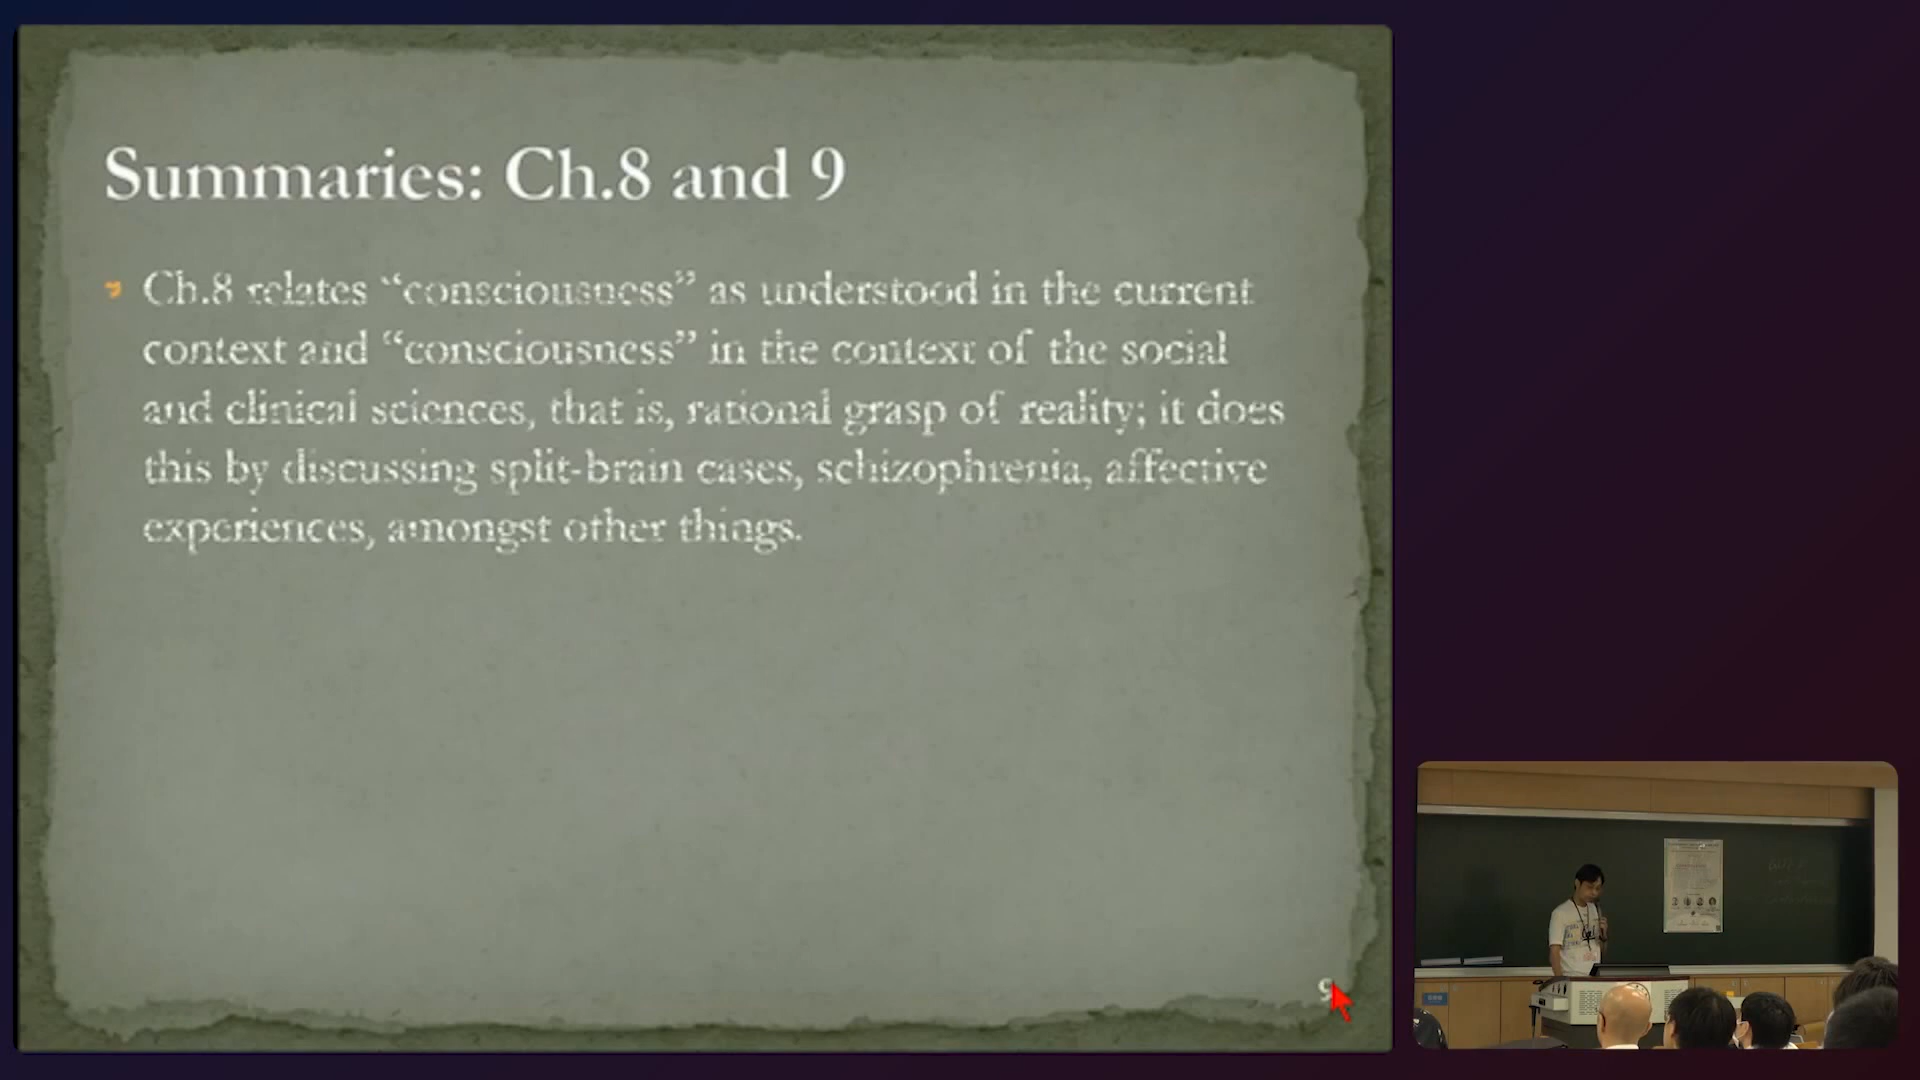 Summaries: Ch.8 and 9
Ch.8 relates “consciousness” as understood in the current
context and “consciousness” in the context of the social
and clinical sciences, that is, rational grasp of reality; it does
this by discussing split-brain cases, schizophrenia, affective
experiences, amongst other things.
9